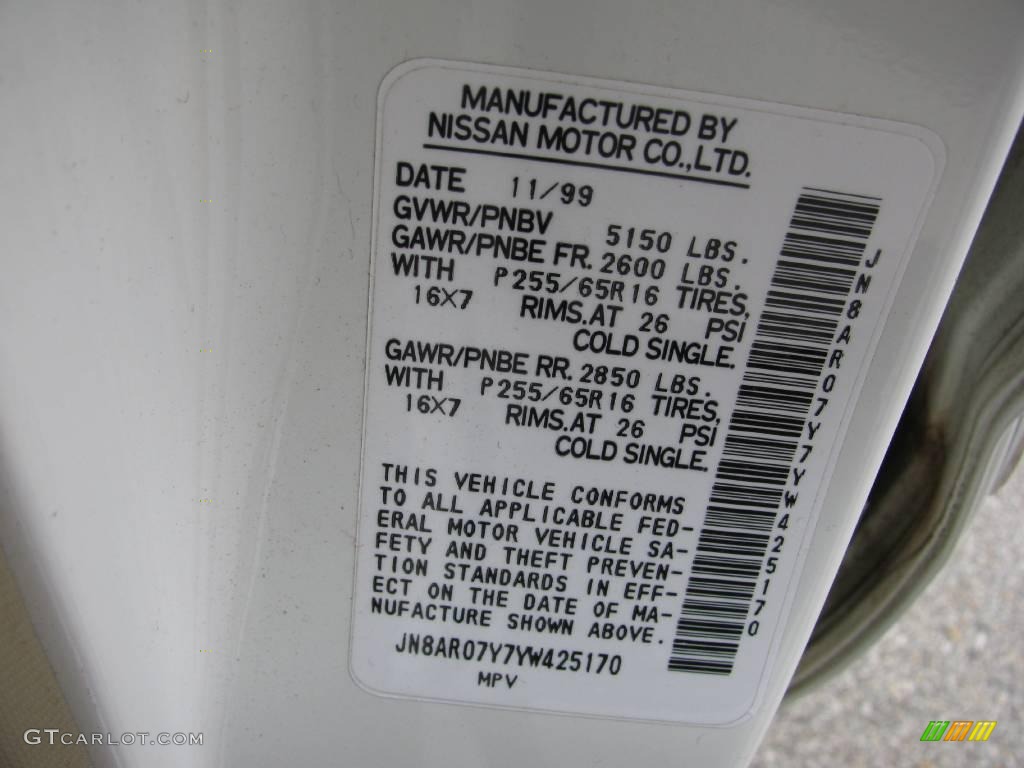 MANUFACTURED BY
NISSAN MOTOR CO.,LTD.
DATE 11/99
GVWR/PNBV 5150 LBS.
GAWR/PNBE FR. 2600 LBS.
WITH P255/65R16 TIRES,
16X7 RIMS.AT 26 PSI
COLD SINGLE.
GAWR/PNBE RR. 2850 LBS.
WITH P255/65R16 TIRES,
16X7 RIMS.AT 26 PSI
COLD SINGLE.
THIS VEHICLE CONFORMS
TO ALL APPLICABLE FED-
ERAL MOTOR VEHICLE SA-
FETY AND THEFT PREVEN-
TION STANDARDS IN EFF-
ECT ON THE DATE OF MA-
NUFACTURE SHOWN ABOVE.
JN8AR07Y7YW425170
MPV
JN8AR07Y7YW425170
GTCARLOT.COM